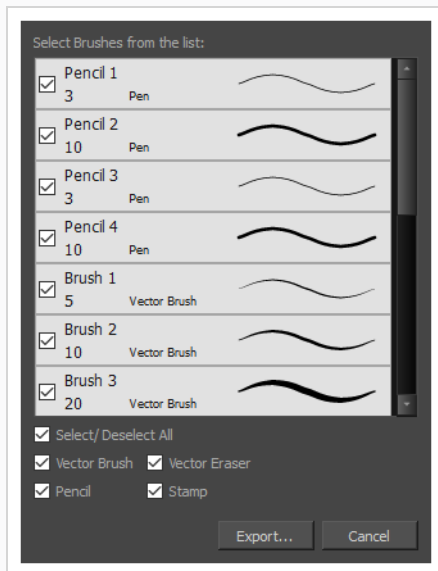 Select Brushes from the list:
Pencil 1
3 Pen
Pencil 2
10 Pen
Pencil 3
3 Pen
Pencil 4
10 Pen
Brush 1
5 Vector Brush
Brush 2
10 Vector Brush
Brush 3
20 Vector Brush
Select/ Deselect All
Vector Brush Vector Eraser
Pencil Stamp
Export... Cancel